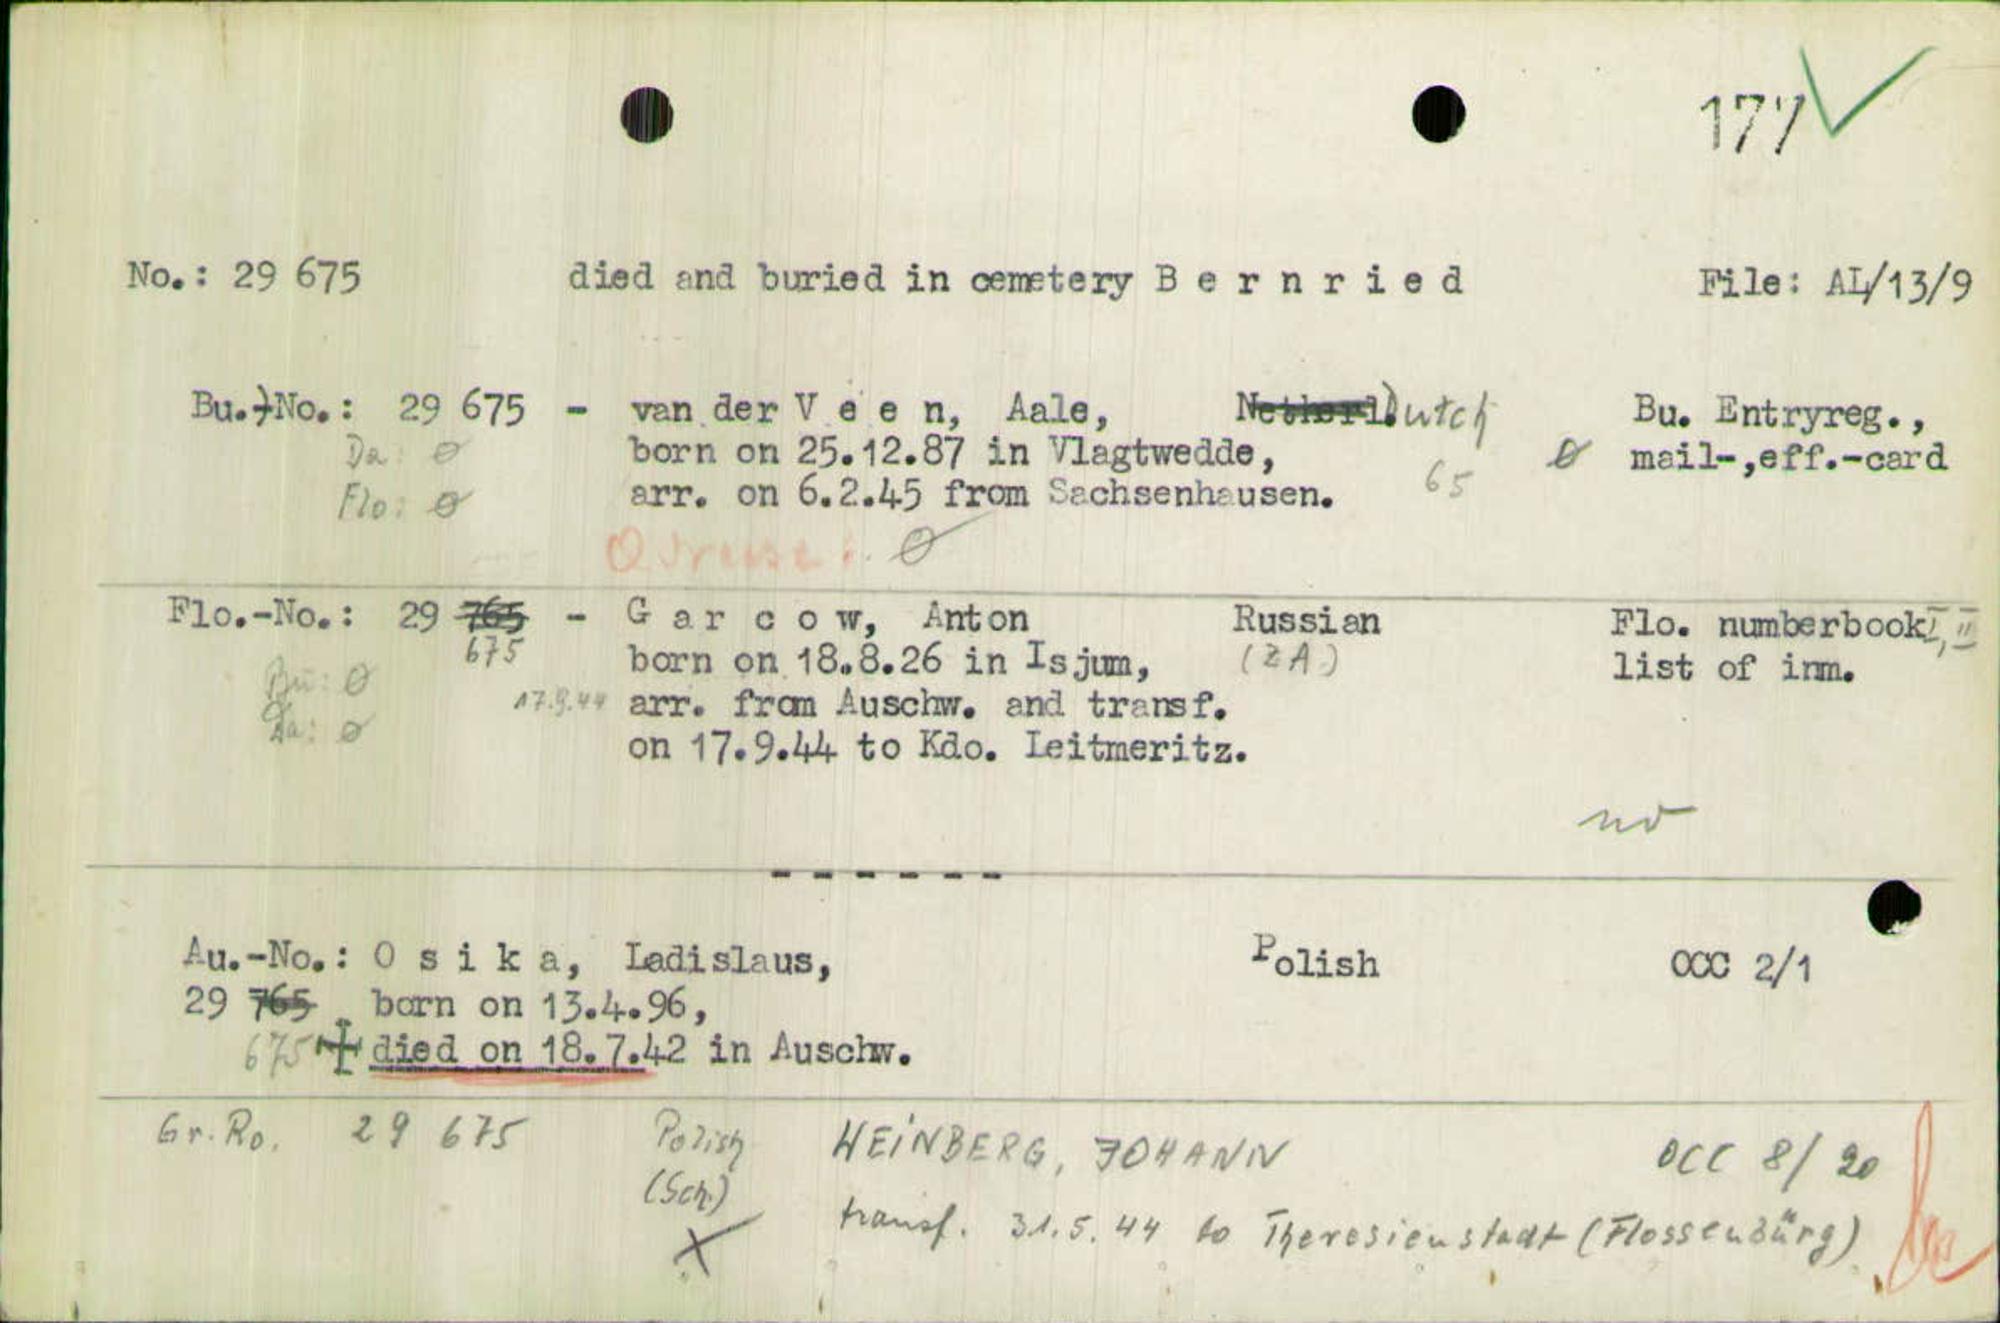 177
No.: 29 675 died and buried in cemetery B e r n r i e d File: AL/13/9
Bu.)No.: 29 675 - van der V e e n, Aale, Netherl. Dutch Bu. Entryreg.,
Da: Ø born on 25.12.87 in Vlagtwedde, Ø mail-,eff.-card
Flo: Ø arr. on 6.2.45 from Sachsenhausen. 65
Ø
Flo.-No.: 29 765 - G a r c o w, Anton Russian Flo. numberbook I, II
675 born on 18.8.26 in Isjum, (ZA) list of inm.
Bu: Ø
17.9.44 arr. from Auschw. and transf.
Da: Ø
on 17.9.44 to Kdo. Leitmeritz.
no
------
Au.-No.: O s i k a, Ladislaus, Polish OCC 2/1
29 765 born on 13.4.96,
675 died on 18.7.42 in Auschw.
Gr. Ro. 29 675 Polish WEINBERG, JOHANN OCC 8/20
(Sch) transf. 31.5.44 to Theresienstadt (Flossenbürg)
X